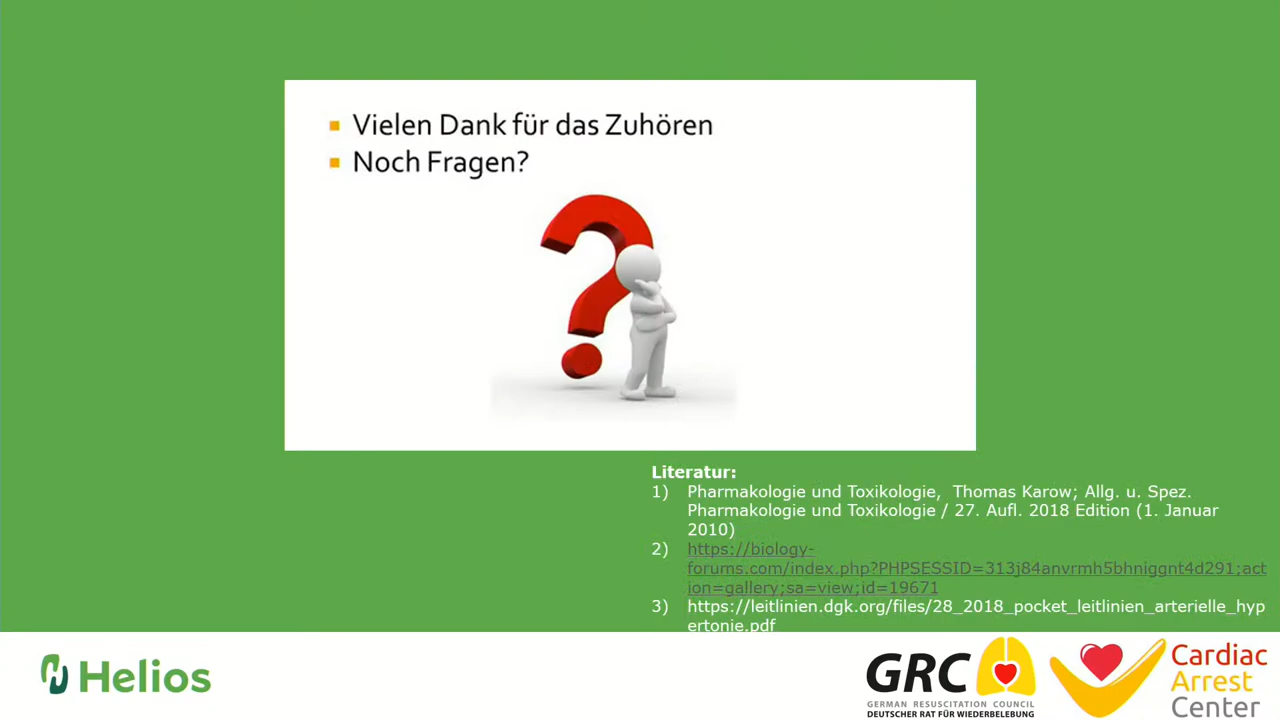 Vielen Dank für das Zuhören
Noch Fragen?
Literatur:
1) Pharmakologie und Toxikologie, Thomas Karow; Allg. u. Spez.
Pharmakologie und Toxikologie / 27. Aufl. 2018 Edition (1. Januar
2010)
2) https://biology-
forums.com/index.php?PHPSESSID=313j84anvrmh5bhniggnt4d291;act
ion=gallery;sa=view;id=19671
3) https://leitlinien.dgk.org/files/28_2018_pocket_leitlinien_arterielle_hyp
ertonie.pdf
Helios
GRC
GERMAN RESUSCITATION COUNCIL
DEUTSCHER RAT FÜR WIEDERBELEBUNG
Cardiac
Arrest
Center